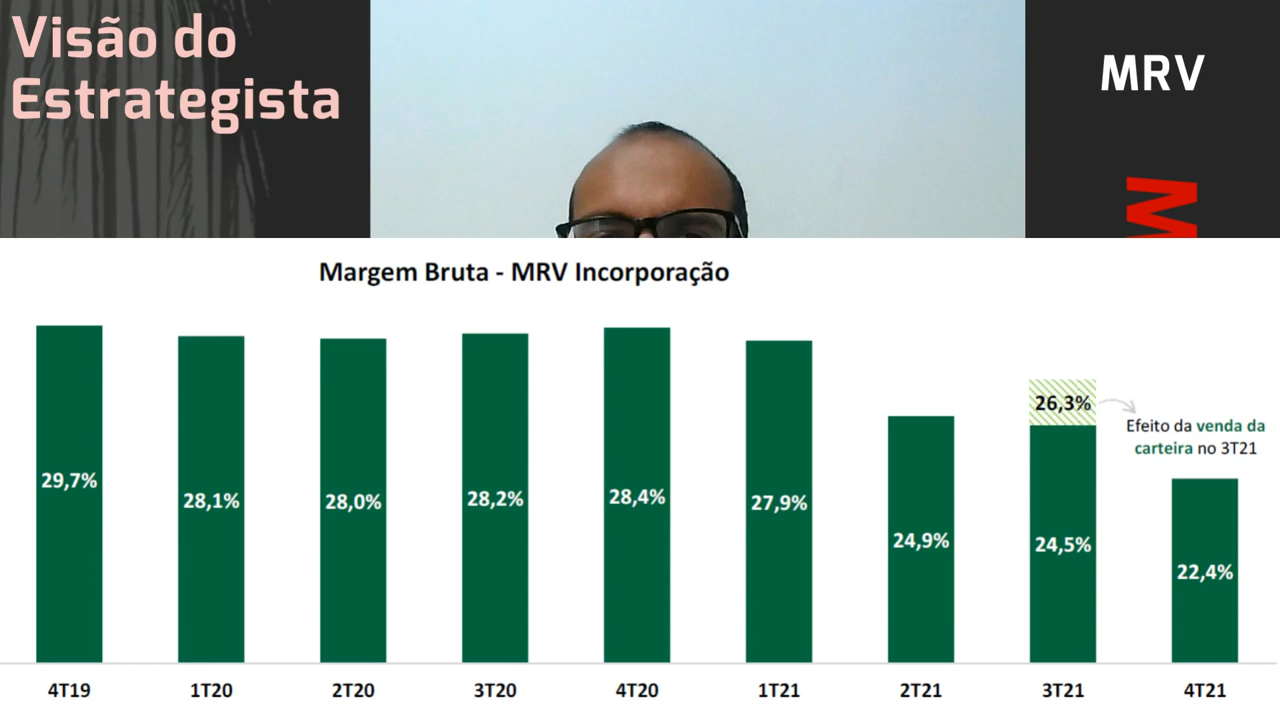 Visão do
Estrategista
MRV
M
Margem Bruta - MRV Incorporação
29,7%
28,1%
28,0%
28,2%
28,4%
27,9%
24,9%
26,3%
24,5%
22,4%
Efeito da venda da
carteira no 3T21
4T19 1T20 2T20 3T20 4T20 1T21 2T21 3T21 4T21